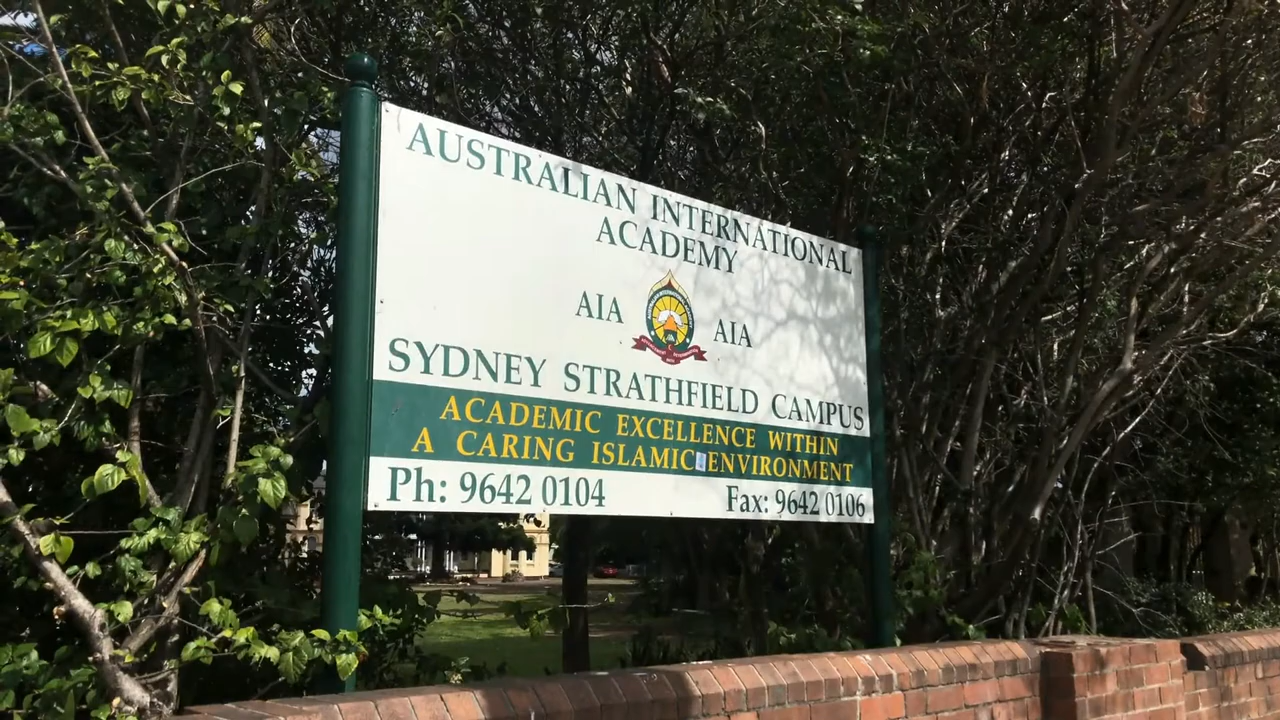 AUSTRALIAN INTERNATIONAL
ACADEMY
AIA AIA
SYDNEY STRATHFIELD CAMPUS
ACADEMIC EXCELLENCE WITHIN
A CARING ISLAMIC ENVIRONMENT
Ph: 9642 0104 Fax: 9642 0106